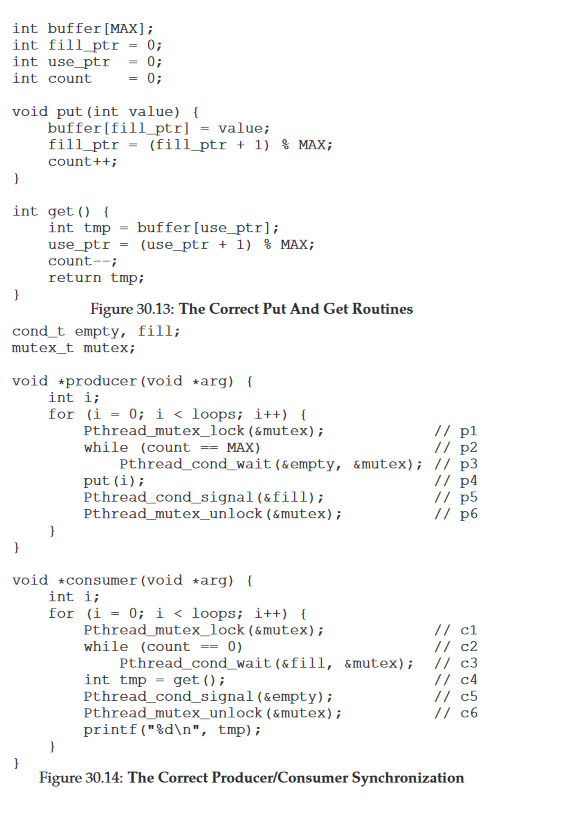 int buffer[MAX];
int fill_ptr = 0;
int use_ptr  = 0;
int count    = 0;

void put(int value) {
    buffer[fill_ptr] = value;
    fill_ptr = (fill_ptr + 1) % MAX;
    count++;
}

int get() {
    int tmp = buffer[use_ptr];
    use_ptr = (use_ptr + 1) % MAX;
    count--;
    return tmp;
}
Figure 30.13: The Correct Put And Get Routines
cond_t empty, fill;
mutex_t mutex;

void *producer(void *arg) {
    int i;
    for (i = 0; i < loops; i++) {
        Pthread_mutex_lock(&mutex);            // p1
        while (count == MAX)                   // p2
            Pthread_cond_wait(&empty, &mutex); // p3
        put(i);                                // p4
        Pthread_cond_signal(&fill);            // p5
        Pthread_mutex_unlock(&mutex);          // p6
    }
}

void *consumer(void *arg) {
    int i;
    for (i = 0; i < loops; i++) {
        Pthread_mutex_lock(&mutex);            // c1
        while (count == 0)                     // c2
            Pthread_cond_wait(&fill, &mutex);  // c3
        int tmp = get();                       // c4
        Pthread_cond_signal(&empty);           // c5
        Pthread_mutex_unlock(&mutex);          // c6
        printf("%d\n", tmp);
    }
}
Figure 30.14: The Correct Producer/Consumer Synchronization